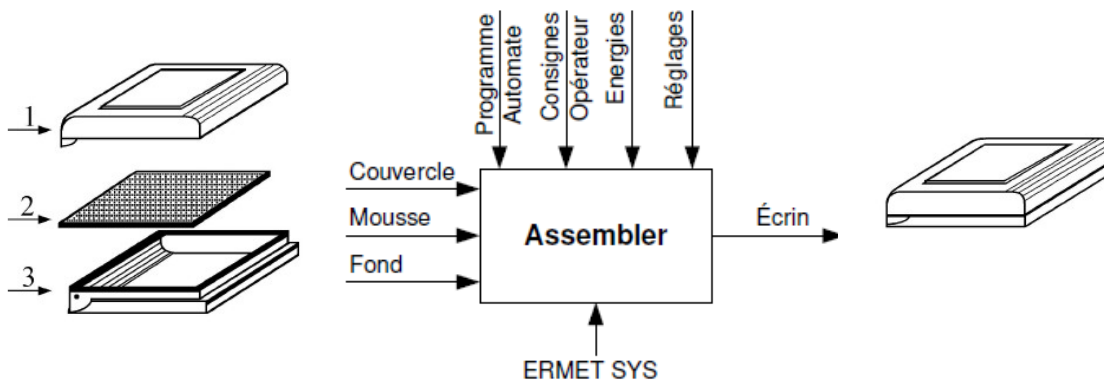 1
2
3
Programme
Automate
Consignes
Opérateur
Energies
Réglages
Couvercle
Mousse
Fond
Assembler
Écrin
ERMET SYS